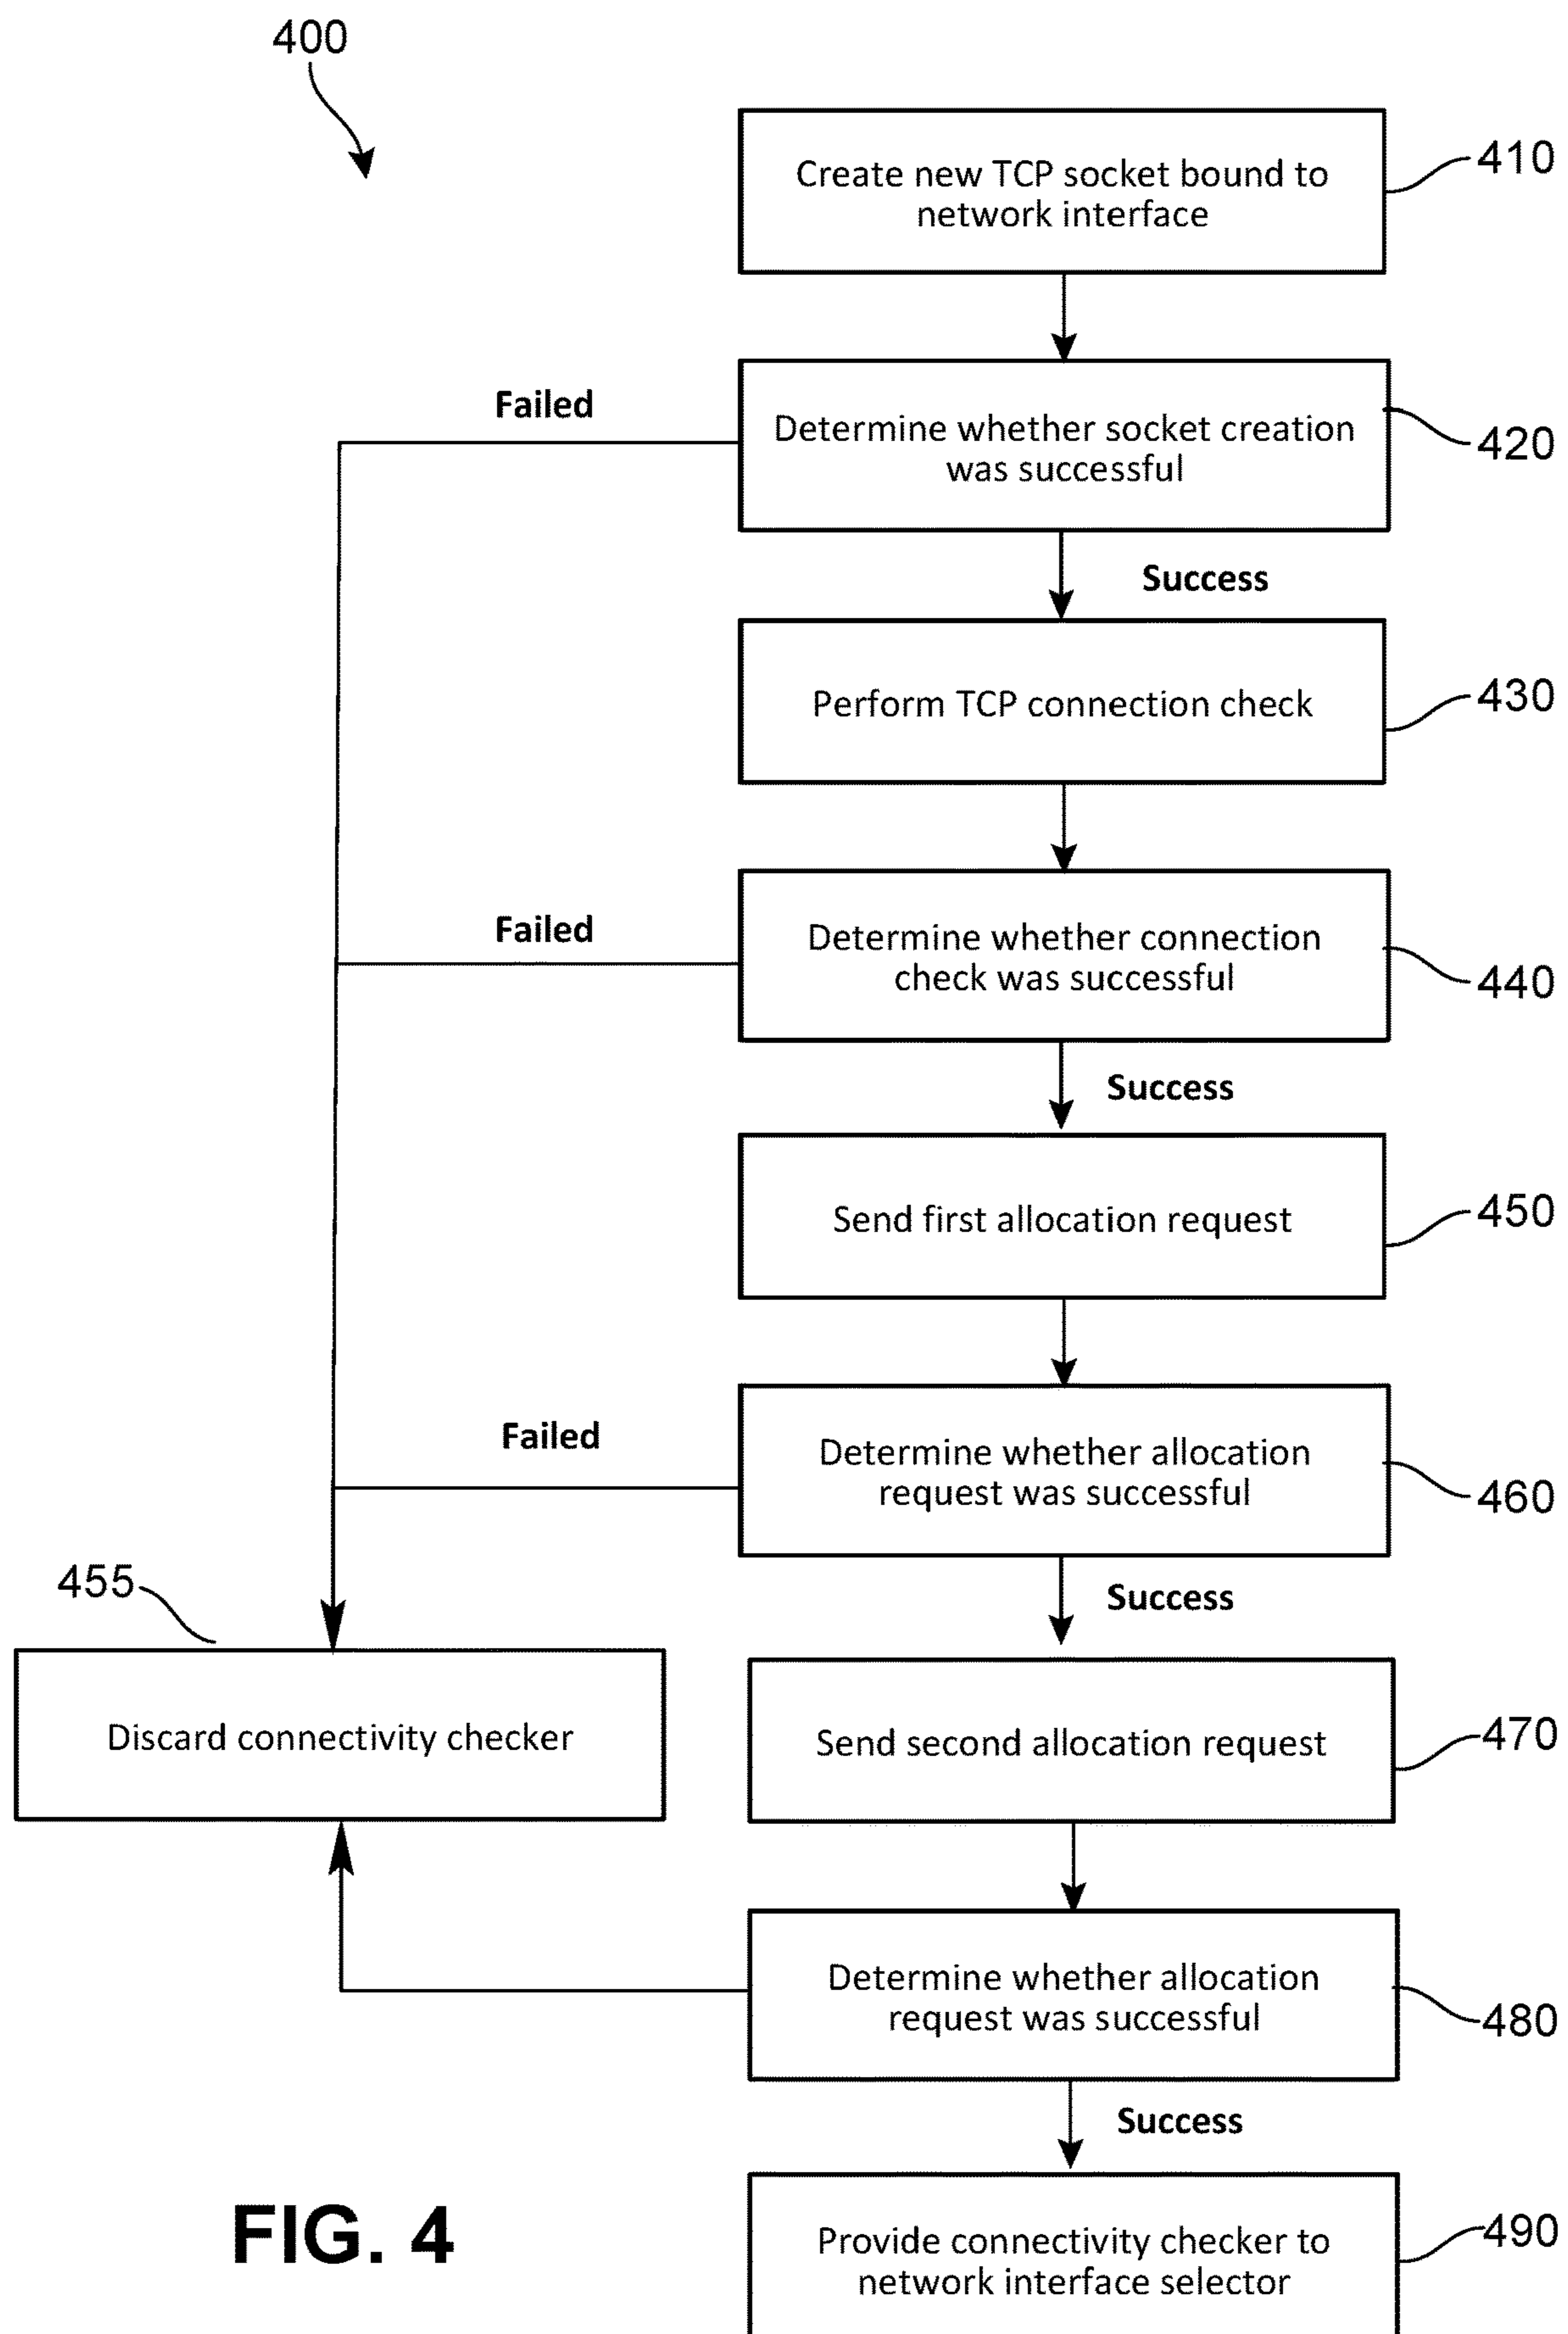 400
Create new TCP socket bound to
network interface
410
Failed
Determine whether socket creation
was successful
420
Success
Perform TCP connection check
430
Failed
Determine whether connection
check was successful
440
Success
Send first allocation request
450
Failed
Determine whether allocation
request was successful
460
Success
455
Discard connectivity checker
Send second allocation request
470
Determine whether allocation
request was successful
480
Success
Provide connectivity checker to
network interface selector
490
FIG. 4